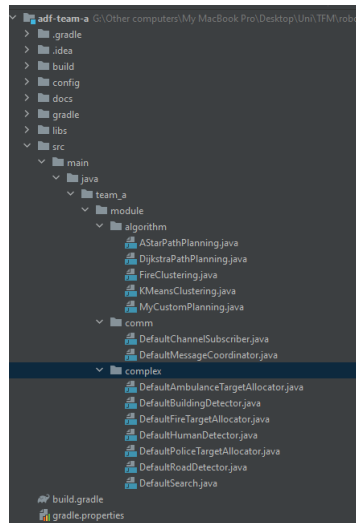 adf-team-a G:\Other computers\My MacBook Pro\Desktop\Uni\TFM\robo
.gradle
.idea
build
config
docs
gradle
libs
src
main
java
team_a
module
algorithm
AStarPathPlanning.java
DijkstraPathPlanning.java
FireClustering.java
KMeansClustering.java
MyCustomPlanning.java
comm
DefaultChannelSubscriber.java
DefaultMessageCoordinator.java
complex
DefaultAmbulanceTargetAllocator.java
DefaultBuildingDetector.java
DefaultFireTargetAllocator.java
DefaultHumanDetector.java
DefaultPoliceTargetAllocator.java
DefaultRoadDetector.java
DefaultSearch.java
build.gradle
gradle.properties